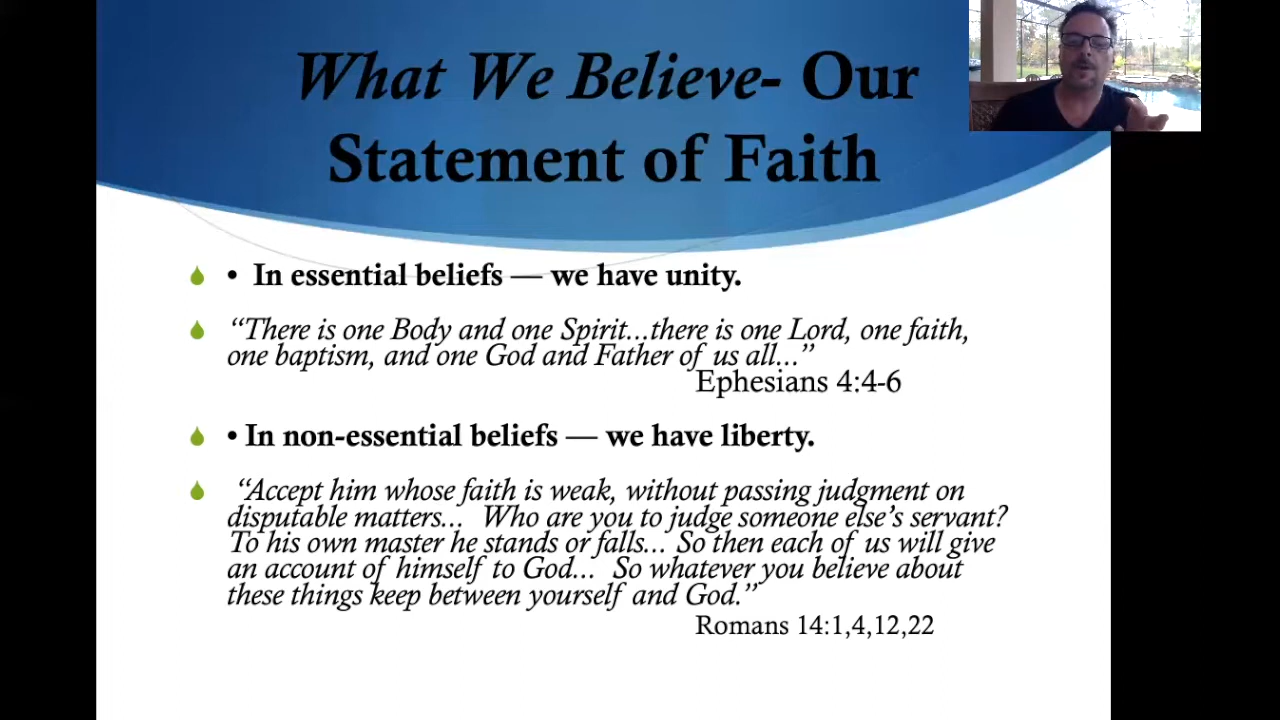 What We Believe- Our
Statement of Faith
• In essential beliefs — we have unity.
“There is one Body and one Spirit...there is one Lord, one faith,
one baptism, and one God and Father of us all...”
Ephesians 4:4-6
• In non-essential beliefs — we have liberty.
“Accept him whose faith is weak, without passing judgment on
disputable matters... Who are you to judge someone else’s servant?
To his own master he stands or falls... So then each of us will give
an account of himself to God... So whatever you believe about
these things keep between yourself and God.”
Romans 14:1,4,12,22